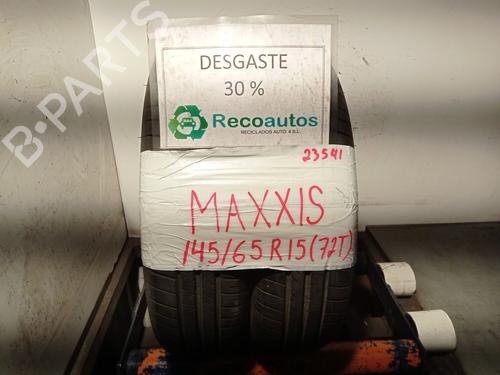 DESGASTE
30 %
Recoautos
RECICLADOS AUTO 4 S.L.
23541
MAXXIS
145/65 R15 (72T)
B-PARTS